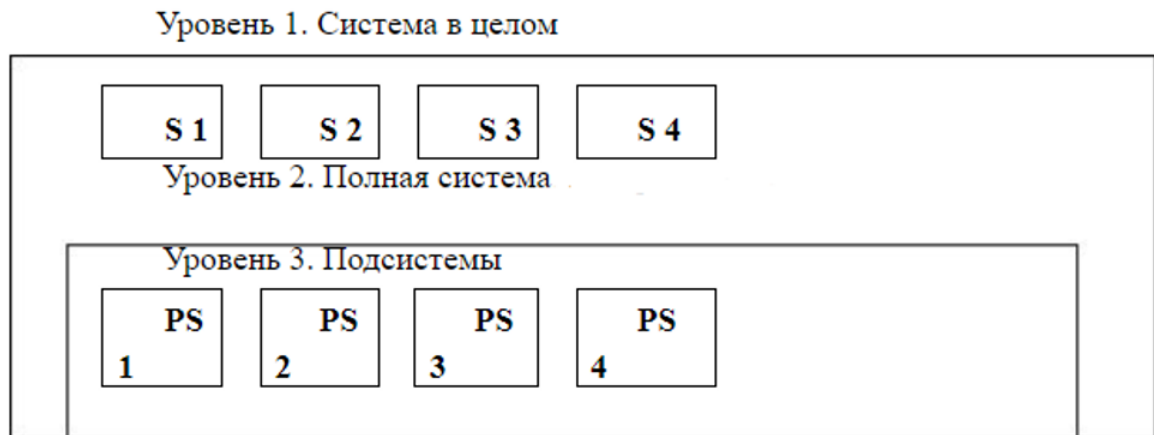 Уровень 1. Система в целом
S 1 S 2 S 3 S 4
Уровень 2. Полная система
Уровень 3. Подсистемы
PS PS PS PS
1 2 3 4